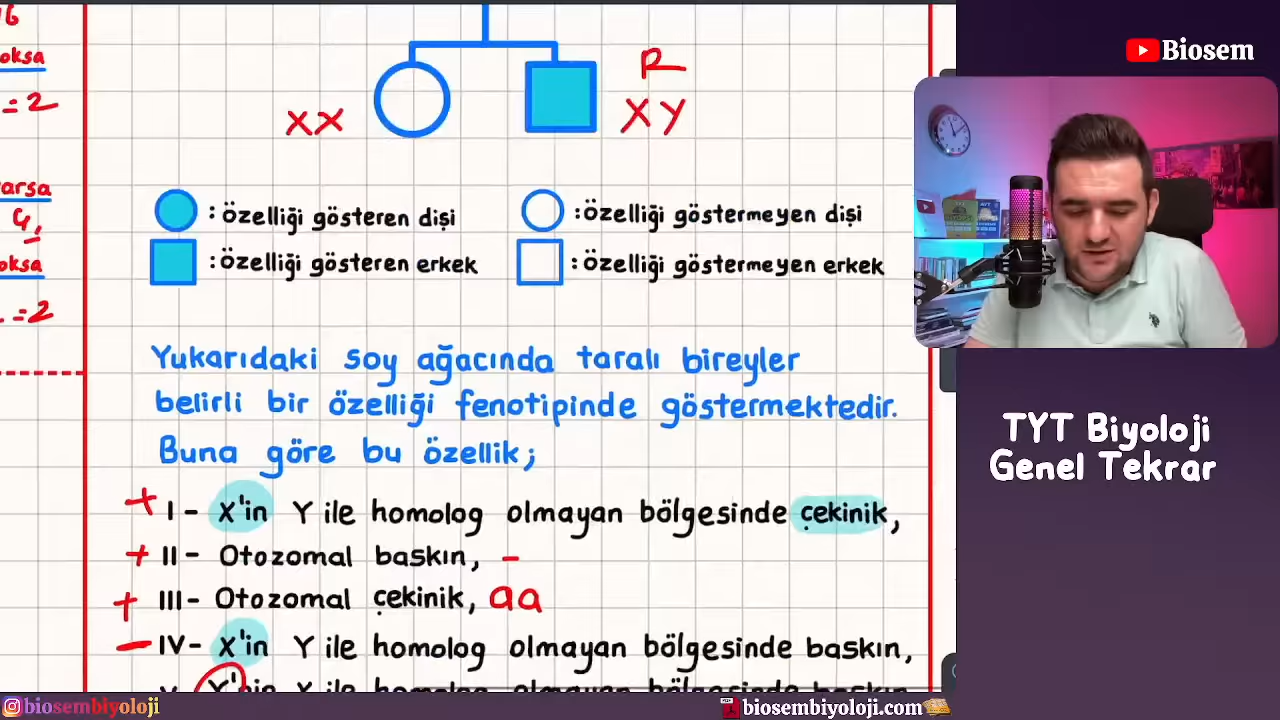 oksa
= 2
R
XX
XY
arsa
4,
oksa
= 2
: özelliği gösteren dişi
: özelliği göstermeyen dişi
: özelliği gösteren erkek
: özelliği göstermeyen erkek
Yukarıdaki soy ağacında taralı bireyler
belirli bir özelliği fenotipinde göstermektedir.
Buna göre bu özellik;
+ I - X'in Y ile homolog olmayan bölgesinde çekinik,
+ II - Otozomal baskın, -
+ III - Otozomal çekinik, aa
- IV - X'in Y ile homolog olmayan bölgesinde baskın,
Biosem
TYT Biyoloji
Genel Tekrar
biosembiyoloji
biosembiyoloji.com